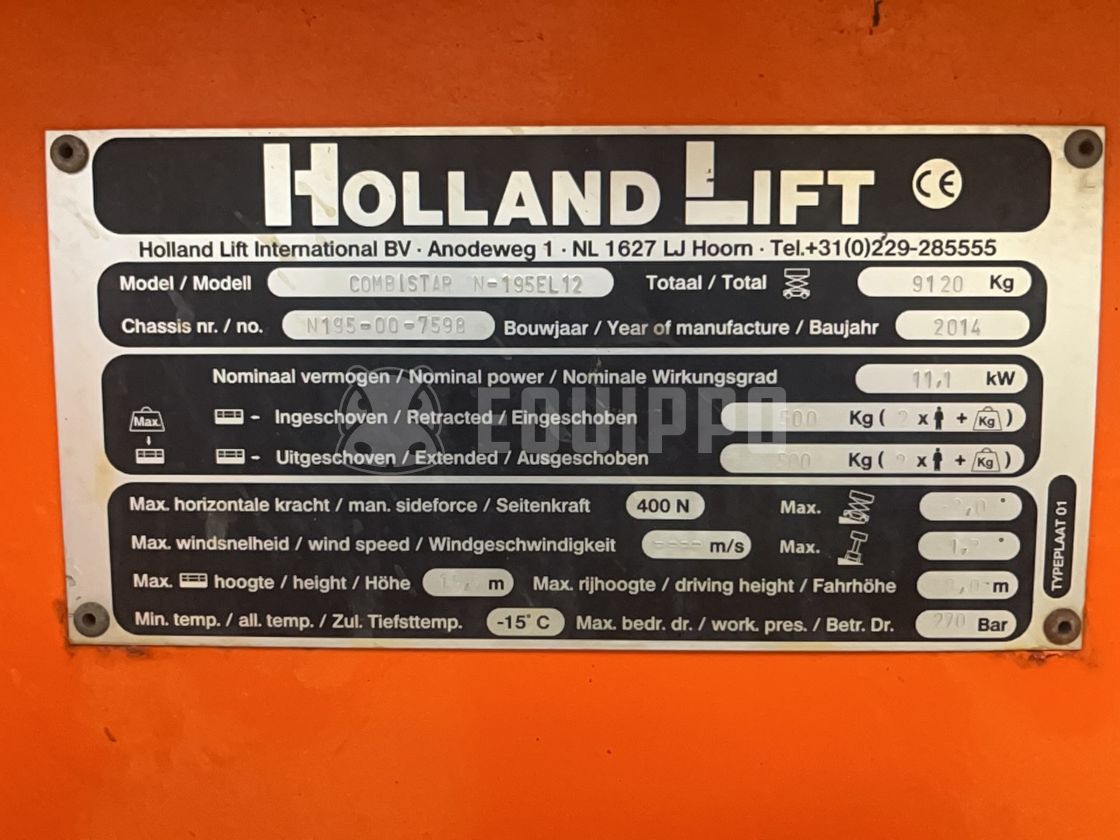 HOLLAND LIFT CE
Holland Lift International BV · Anodeweg 1 · NL 1627 LJ Hoorn · Tel.+31(0)229-285555
Model / Modell COMBISTAR N-195EL12 Totaal / Total 9120 Kg
Chassis nr. / no. N195-00-7598 Bouwjaar / Year of manufacture / Baujahr 2014
Nominaal vermogen / Nominal power / Nominale Wirkungsgrad 11,1 kW
Max. - Ingeschoven / Retracted / Eingeschoben 500 Kg ( 2 x + Kg )
- Uitgeschoven / Extended / Ausgeschoben 500 Kg ( x + Kg )
EQUIPPO
Max. horizontale kracht / man. sideforce / Seitenkraft 400 N Max. °
Max. windsnelheid / wind speed / Windgeschwindigkeit ---- m/s Max. °
Max. hoogte / height / Höhe m Max. rijhoogte / driving height / Fahrhöhe m
Min. temp. / all. temp. / Zul. Tiefsttemp. -15° C Max. bedr. dr. / work. pres. / Betr. Dr. 270 Bar
TYPEPLAAT 01